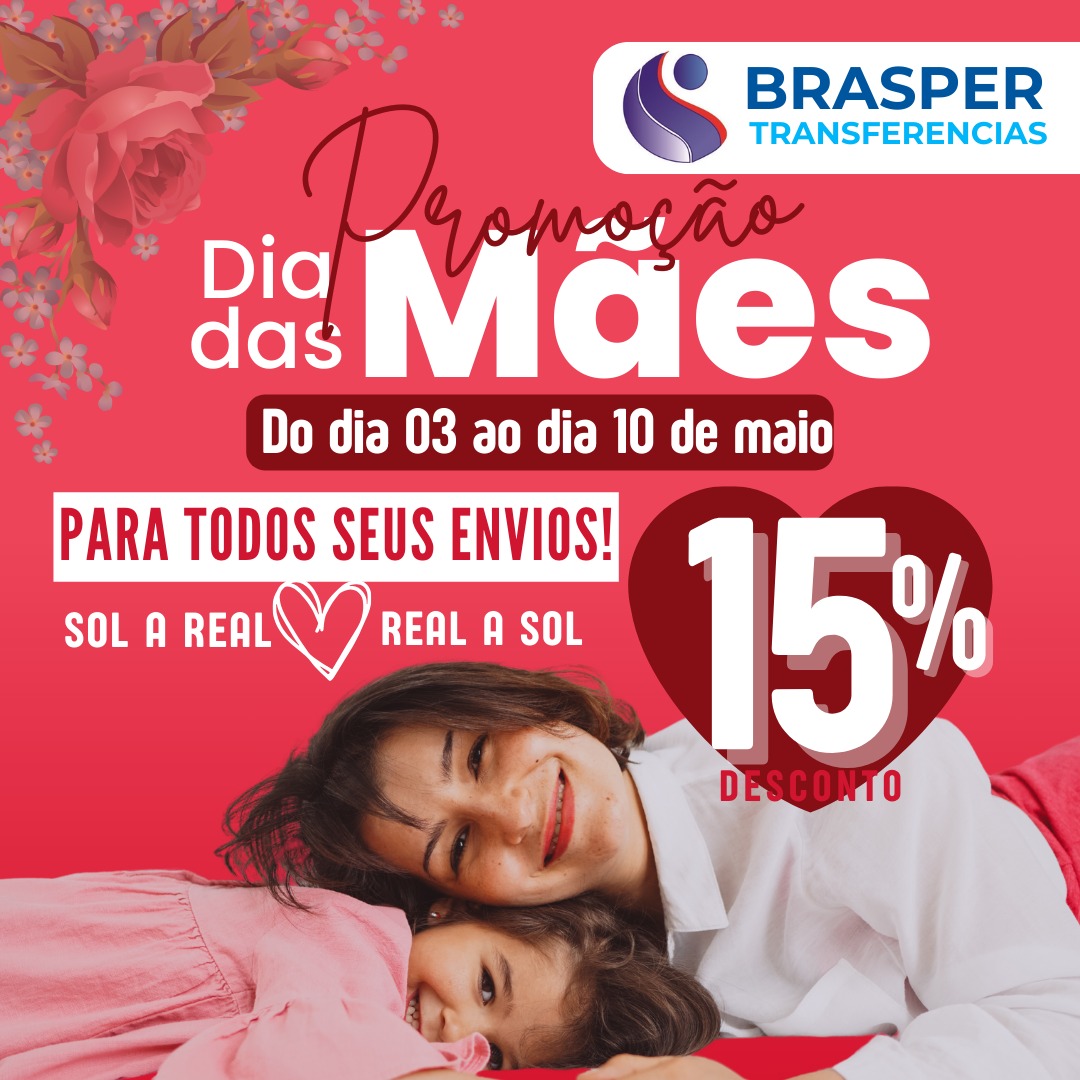 BRASPER
TRANSFERENCIAS
Promoção
Dia
das
Mães
Do dia 03 ao dia 10 de maio
PARA TODOS SEUS ENVIOS!
SOL A REAL REAL A SOL
15%
DESCONTO